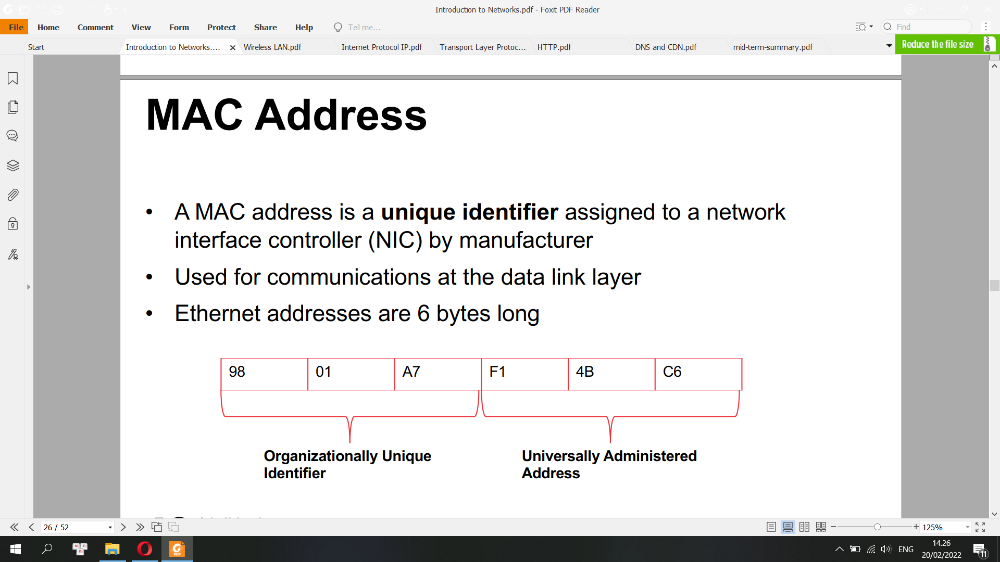 Introduction to Networks.pdf - Foxit PDF Reader
File Home Comment View Form Protect Share Help Tell me... Find
Start Introduction to Networks.... Wireless LAN.pdf Internet Protocol IP.pdf Transport Layer Protoc... HTTP.pdf DNS and CDN.pdf mid-term-summary.pdf Reduce the file size
MAC Address
• A MAC address is a unique identifier assigned to a network
interface controller (NIC) by manufacturer
• Used for communications at the data link layer
• Ethernet addresses are 6 bytes long
98 01 A7 F1 4B C6
Organizationally Unique
Identifier
Universally Administered
Address
26 / 52 125%
ENG
14.26
20/02/2022
11